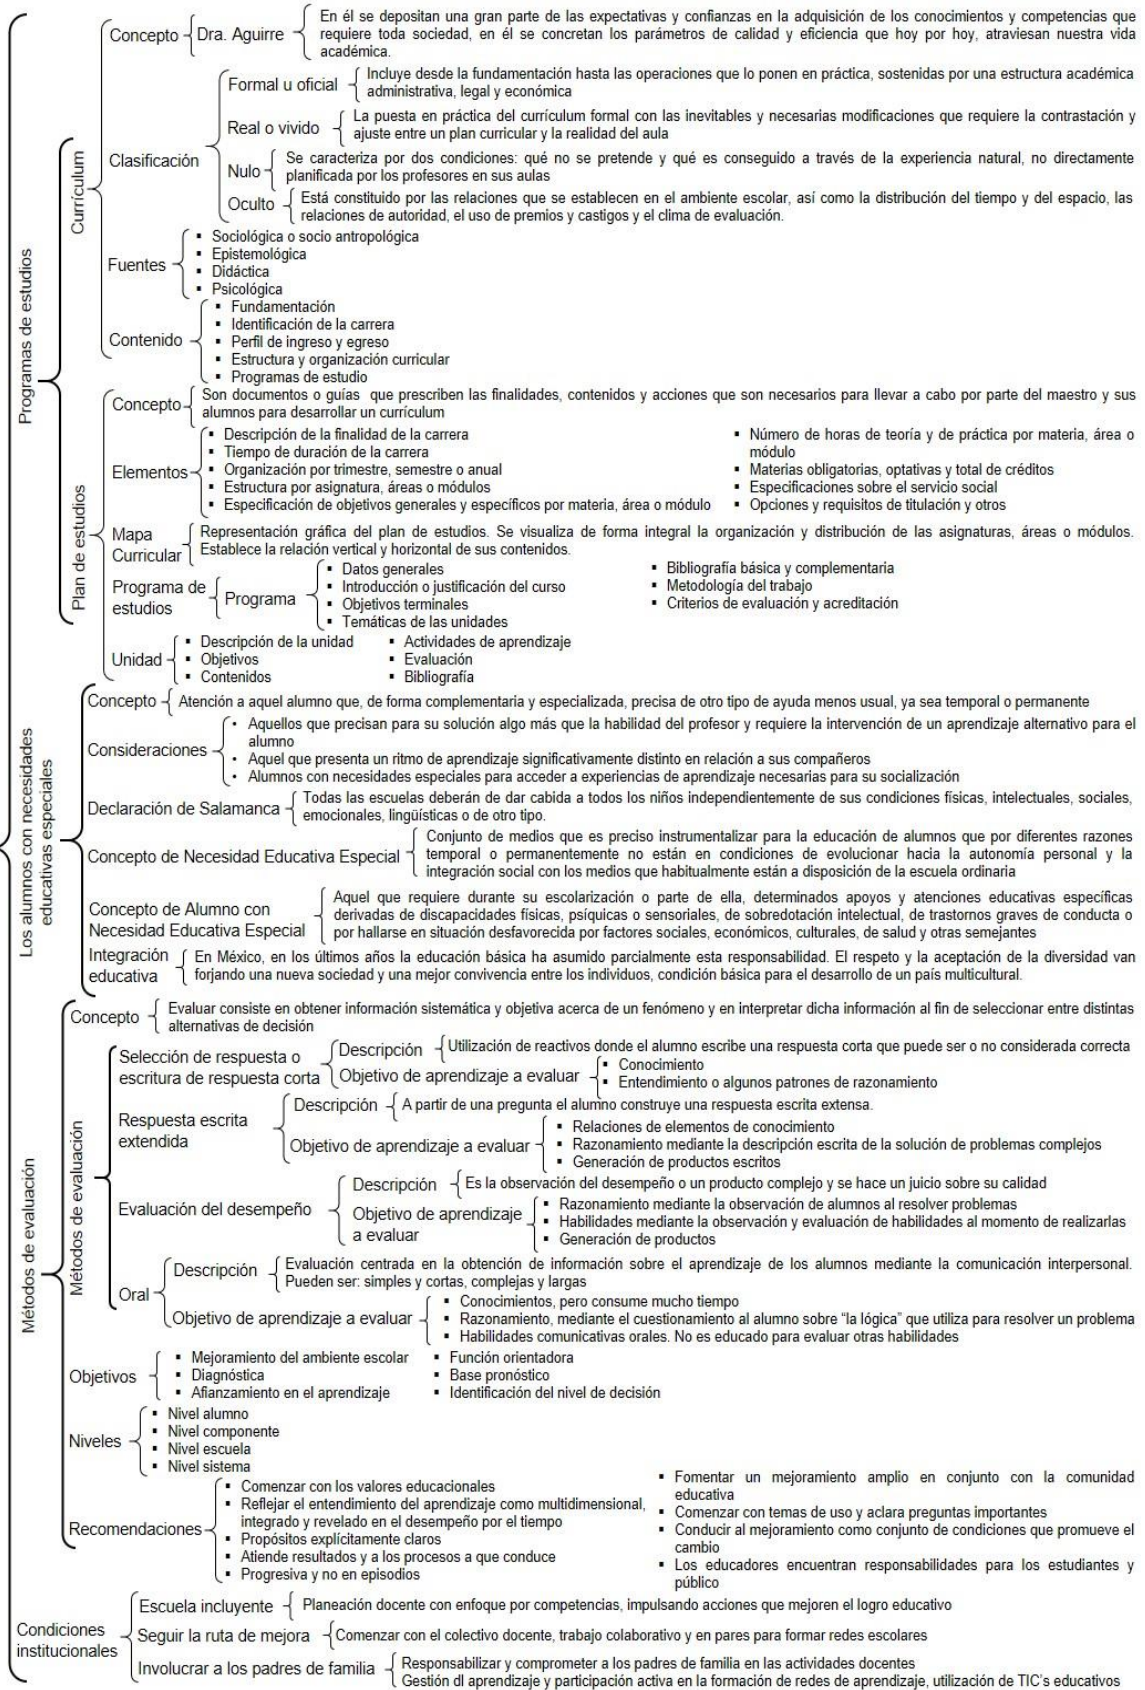 Programas de estudios
Currículum
Concepto
Dra. Aguirre
En él se depositan una gran parte de las expectativas y confianzas en la adquisición de los conocimientos y competencias que
requiere toda sociedad, en él se concretan los parámetros de calidad y eficiencia que hoy por hoy, atraviesan nuestra vida
académica.
Clasificación
Formal u oficial
Incluye desde la fundamentación hasta las operaciones que lo ponen en práctica, sostenidas por una estructura académica
administrativa, legal y económica
Real o vivido
La puesta en práctica del currículum formal con las inevitables y necesarias modificaciones que requiere la contrastación y
ajuste entre un plan curricular y la realidad del aula
Nulo
Se caracteriza por dos condiciones: qué no se pretende y qué es conseguido a través de la experiencia natural, no directamente
planificada por los profesores en sus aulas
Oculto
Está constituido por las relaciones que se establecen en el ambiente escolar, así como la distribución del tiempo y del espacio, las
relaciones de autoridad, el uso de premios y castigos y el clima de evaluación.
Fuentes
▪ Sociológica o socio antropológica
▪ Epistemológica
▪ Didáctica
▪ Psicológica
Contenido
▪ Fundamentación
▪ Identificación de la carrera
▪ Perfil de ingreso y egreso
▪ Estructura y organización curricular
▪ Programas de estudio
Plan de estudios
Concepto
Son documentos o guías que prescriben las finalidades, contenidos y acciones que son necesarios para llevar a cabo por parte del maestro y sus
alumnos para desarrollar un currículum
Elementos
▪ Descripción de la finalidad de la carrera
▪ Tiempo de duración de la carrera
▪ Organización por trimestre, semestre o anual
▪ Estructura por asignatura, áreas o módulos
▪ Especificación de objetivos generales y específicos por materia, área o módulo
▪ Número de horas de teoría y de práctica por materia, área o
módulo
▪ Materias obligatorias, optativas y total de créditos
▪ Especificaciones sobre el servicio social
▪ Opciones y requisitos de titulación y otros
Mapa
Curricular
Representación gráfica del plan de estudios. Se visualiza de forma integral la organización y distribución de las asignaturas, áreas o módulos.
Establece la relación vertical y horizontal de sus contenidos.
Programa de
estudios
Programa
▪ Datos generales
▪ Introducción o justificación del curso
▪ Objetivos terminales
▪ Temáticas de las unidades
▪ Bibliografía básica y complementaria
▪ Metodología del trabajo
▪ Criterios de evaluación y acreditación
Unidad
▪ Descripción de la unidad
▪ Objetivos
▪ Contenidos
▪ Actividades de aprendizaje
▪ Evaluación
▪ Bibliografía
Los alumnos con necesidades
educativas especiales
Concepto
Atención a aquel alumno que, de forma complementaria y especializada, precisa de otro tipo de ayuda menos usual, ya sea temporal o permanente
Consideraciones
• Aquellos que precisan para su solución algo más que la habilidad del profesor y requiere la intervención de un aprendizaje alternativo para el
alumno
• Aquel que presenta un ritmo de aprendizaje significativamente distinto en relación a sus compañeros
• Alumnos con necesidades especiales para acceder a experiencias de aprendizaje necesarias para su socialización
Declaración de Salamanca
Todas las escuelas deberán de dar cabida a todos los niños independientemente de sus condiciones físicas, intelectuales, sociales,
emocionales, lingüísticas o de otro tipo.
Concepto de Necesidad Educativa Especial
Conjunto de medios que es preciso instrumentalizar para la educación de alumnos que por diferentes razones
temporal o permanentemente no están en condiciones de evolucionar hacia la autonomía personal y la
integración social con los medios que habitualmente están a disposición de la escuela ordinaria
Concepto de Alumno con
Necesidad Educativa Especial
Aquel que requiere durante su escolarización o parte de ella, determinados apoyos y atenciones educativas específicas
derivadas de discapacidades físicas, psíquicas o sensoriales, de sobredotación intelectual, de trastornos graves de conducta o
por hallarse en situación desfavorecida por factores sociales, económicos, culturales, de salud y otras semejantes
Integración
educativa
En México, en los últimos años la educación básica ha asumido parcialmente esta responsabilidad. El respeto y la aceptación de la diversidad van
forjando una nueva sociedad y una mejor convivencia entre los individuos, condición básica para el desarrollo de un país multicultural.
Métodos de evaluación
Concepto
Evaluar consiste en obtener información sistemática y objetiva acerca de un fenómeno y en interpretar dicha información al fin de seleccionar entre distintas
alternativas de decisión
Métodos de evaluación
Selección de respuesta o
escritura de respuesta corta
Descripción
Utilización de reactivos donde el alumno escribe una respuesta corta que puede ser o no considerada correcta
Objetivo de aprendizaje a evaluar
▪ Conocimiento
▪ Entendimiento o algunos patrones de razonamiento
Respuesta escrita
extendida
Descripción
A partir de una pregunta el alumno construye una respuesta escrita extensa.
Objetivo de aprendizaje a evaluar
▪ Relaciones de elementos de conocimiento
▪ Razonamiento mediante la descripción escrita de la solución de problemas complejos
▪ Generación de productos escritos
Evaluación del desempeño
Descripción
Es la observación del desempeño o un producto complejo y se hace un juicio sobre su calidad
Objetivo de aprendizaje
a evaluar
▪ Razonamiento mediante la observación de alumnos al resolver problemas
▪ Habilidades mediante la observación y evaluación de habilidades al momento de realizarlas
▪ Generación de productos
Oral
Descripción
Evaluación centrada en la obtención de información sobre el aprendizaje de los alumnos mediante la comunicación interpersonal.
Pueden ser: simples y cortas, complejas y largas
Objetivo de aprendizaje a evaluar
▪ Conocimientos, pero consume mucho tiempo
▪ Razonamiento, mediante el cuestionamiento al alumno sobre “la lógica” que utiliza para resolver un problema
▪ Habilidades comunicativas orales. No es educado para evaluar otras habilidades
Objetivos
▪ Mejoramiento del ambiente escolar
▪ Diagnóstica
▪ Afianzamiento en el aprendizaje
▪ Función orientadora
▪ Base pronóstico
▪ Identificación del nivel de decisión
Niveles
▪ Nivel alumno
▪ Nivel componente
▪ Nivel escuela
▪ Nivel sistema
Recomendaciones
▪ Comenzar con los valores educacionales
▪ Reflejar el entendimiento del aprendizaje como multidimensional,
integrado y revelado en el desempeño por el tiempo
▪ Propósitos explícitamente claros
▪ Atiende resultados y a los procesos a que conduce
▪ Progresiva y no en episodios
▪ Fomentar un mejoramiento amplio en conjunto con la comunidad
educativa
▪ Comenzar con temas de uso y aclara preguntas importantes
▪ Conducir al mejoramiento como conjunto de condiciones que promueve el
cambio
▪ Los educadores encuentran responsabilidades para los estudiantes y
público
Condiciones
institucionales
Escuela incluyente
Planeación docente con enfoque por competencias, impulsando acciones que mejoren el logro educativo
Seguir la ruta de mejora
Comenzar con el colectivo docente, trabajo colaborativo y en pares para formar redes escolares
Involucrar a los padres de familia
Responsabilizar y comprometer a los padres de familia en las actividades docentes
Gestión dl aprendizaje y participación activa en la formación de redes de aprendizaje, utilización de TIC’s educativos